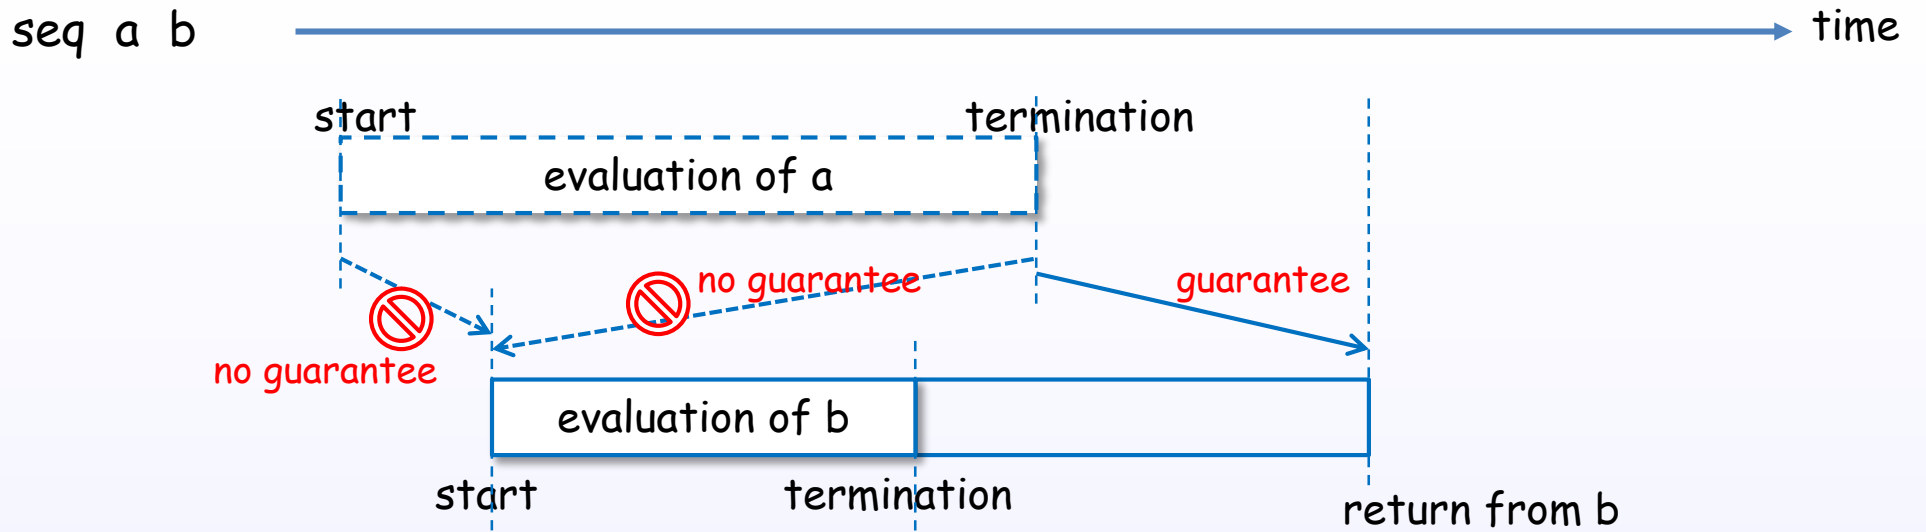 seq a b
time
start
termination
evaluation of a
no guarantee
guarantee
no guarantee
evaluation of b
start
termination
return from b